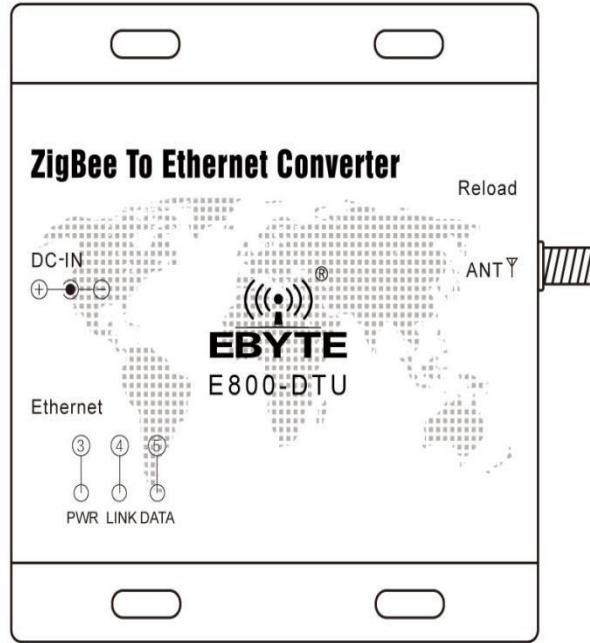 ZigBee To Ethernet Converter
Reload
DC-IN
ANT
®
EBYTE
E800-DTU
Ethernet
③ ④ ⑤
PWR LINK DATA